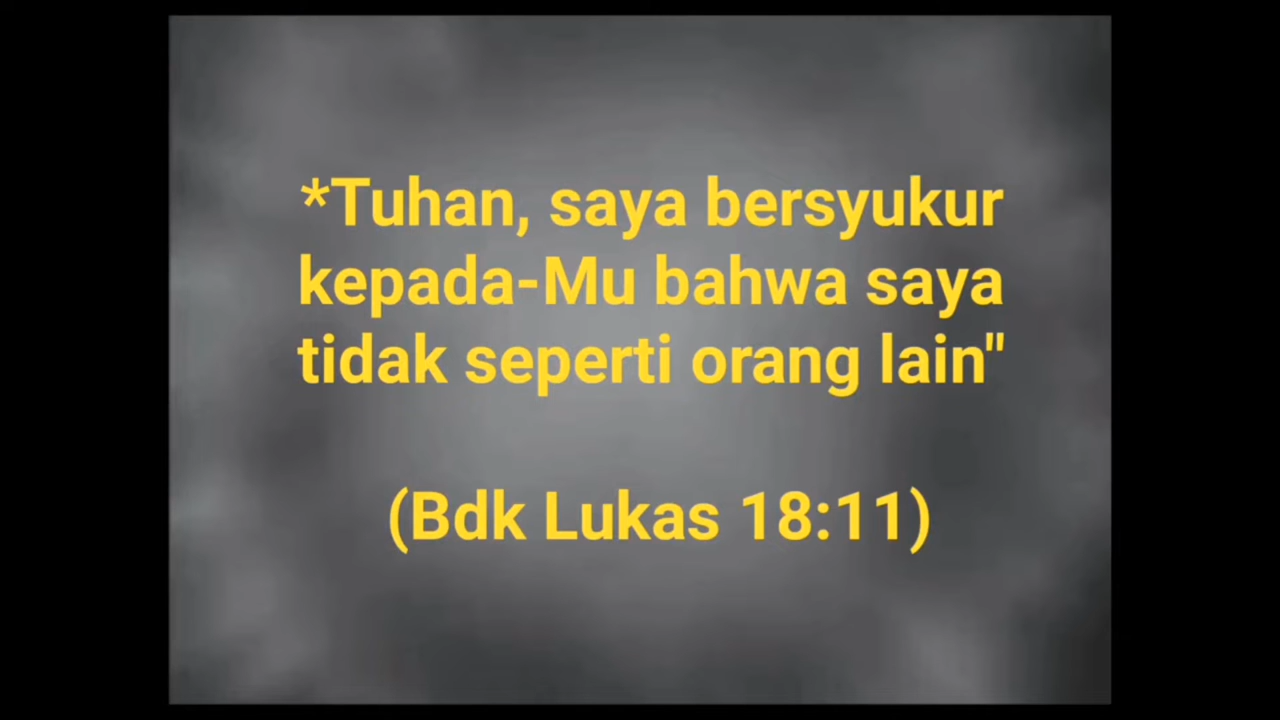 *Tuhan, saya bersyukur
kepada-Mu bahwa saya
tidak seperti orang lain"
(Bdk Lukas 18:11)